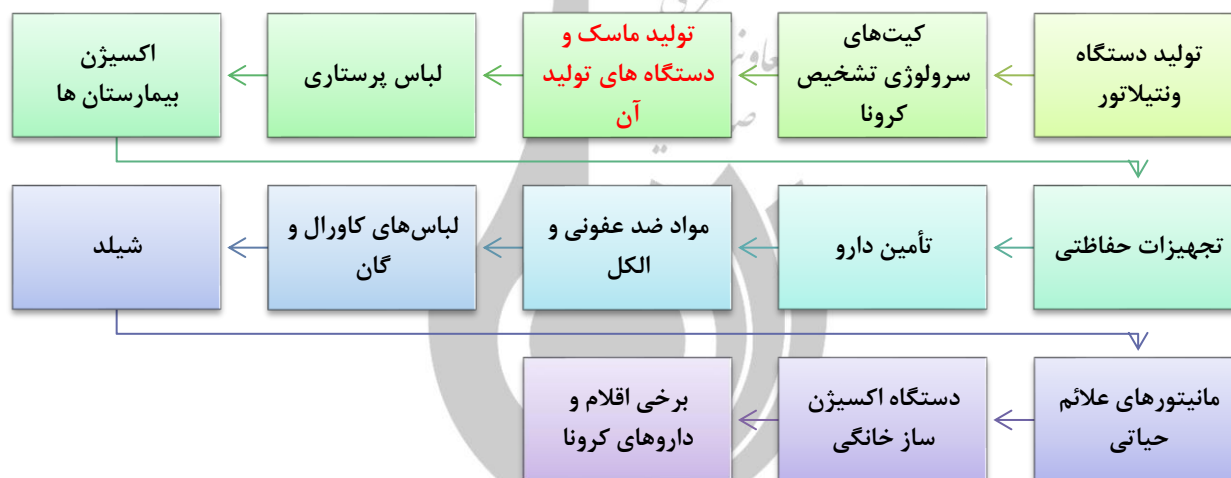 تولید دستگاه
ونتیلاتور
کیت‌های
سرولوژی تشخیص
کرونا
تولید ماسک و
دستگاه های تولید
آن
لباس پرستاری
اکسیژن
بیمارستان ها
تجهیزات حفاظتی
تأمین دارو
مواد ضد عفونی و
الکل
لباس‌های کاورال و
گان
شیلد
مانیتورهای علائم
حیاتی
دستگاه اکسیژن
ساز خانگی
برخی اقلام و
داروهای کرونا